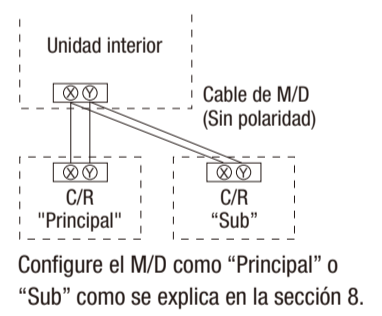 Unidad interior
X Y
Cable de M/D
(Sin polaridad)
X Y
X Y
C/R
"Principal"
C/R
“Sub”
Configure el M/D como “Principal” o
“Sub” como se explica en la sección 8.